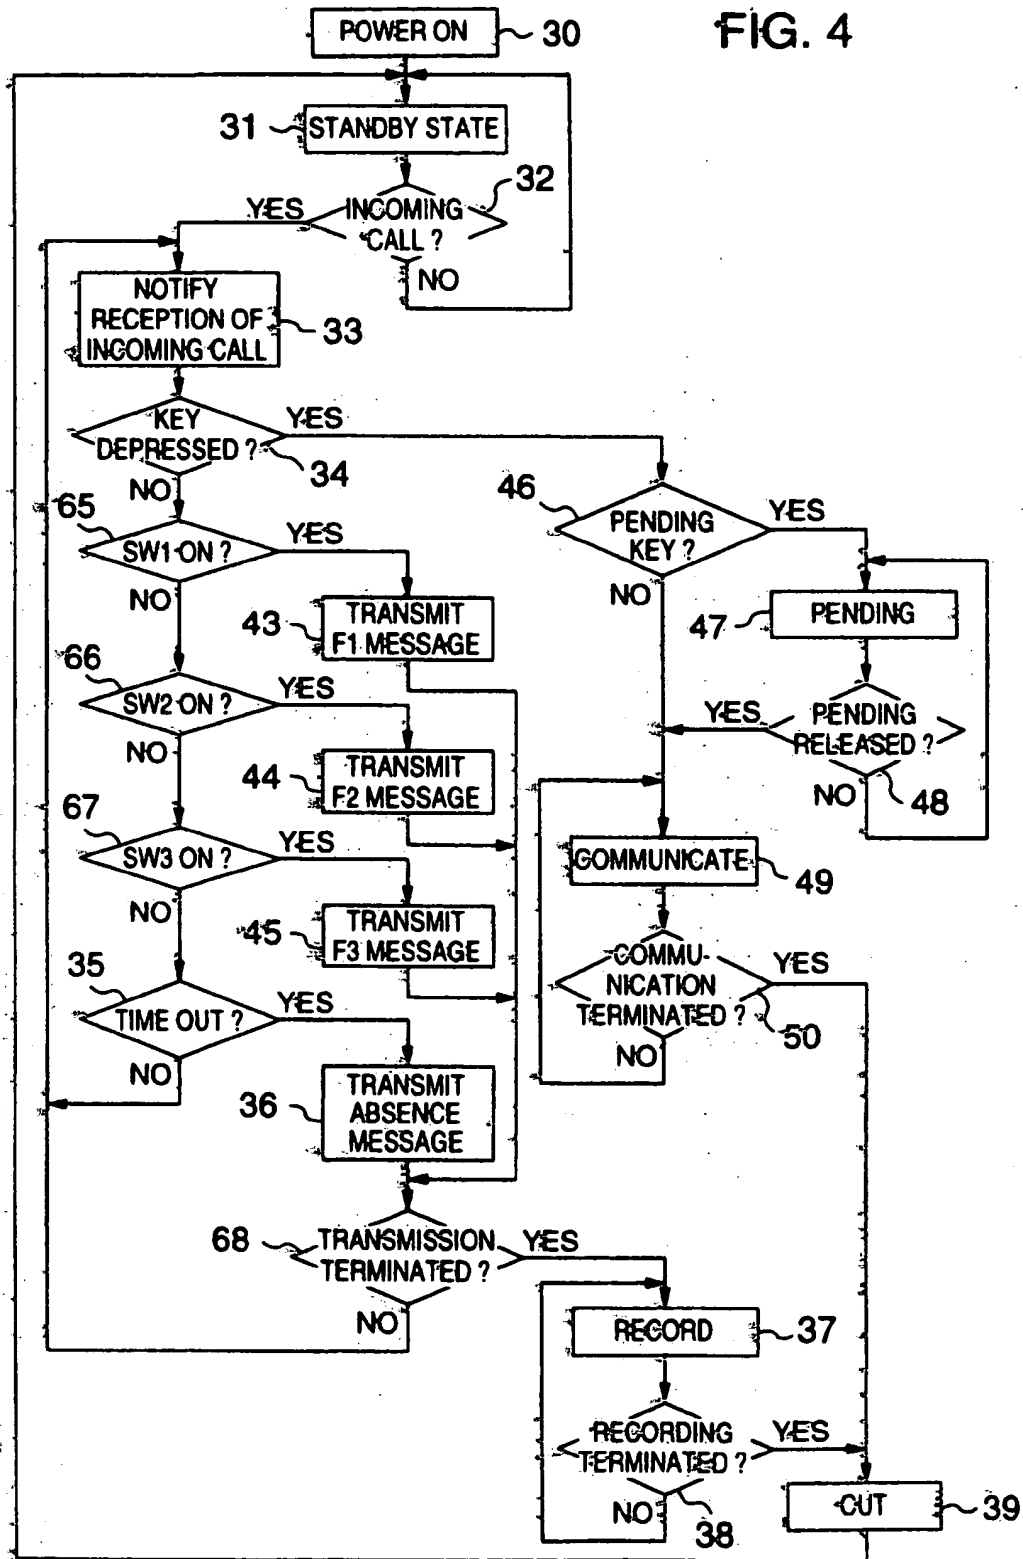 FIG. 4
POWER ON
30
31
STANDBY STATE
32
INCOMING
CALL ?
YES
NO
NOTIFY
RECEPTION OF
INCOMING CALL
33
KEY
DEPRESSED ?
YES
34
NO
65
SW1 ON ?
YES
NO
43
TRANSMIT
F1 MESSAGE
66
SW2 ON ?
YES
NO
44
TRANSMIT
F2 MESSAGE
67
SW3 ON ?
YES
NO
45
TRANSMIT
F3 MESSAGE
35
TIME OUT ?
YES
NO
36
TRANSMIT
ABSENCE
MESSAGE
68
TRANSMISSION
TERMINATED ?
YES
NO
46
PENDING
KEY ?
YES
NO
47
PENDING
PENDING
RELEASED ?
YES
NO
48
COMMUNICATE
49
COMMU-
NICATION
TERMINATED ?
YES
50
NO
RECORD
37
RECORDING
TERMINATED ?
YES
NO
38
CUT
39